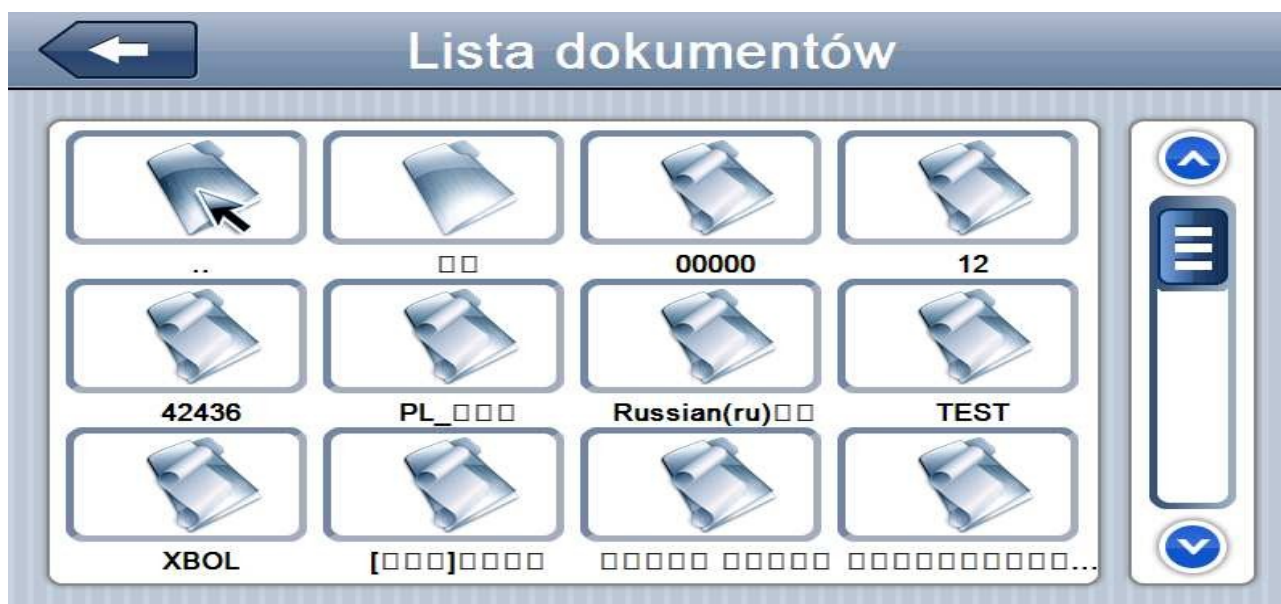 Lista dokumentów
.. □□ 00000 12
42436 PL_□□□ Russian(ru)□□ TEST
XBOL [□□□]□□□□ □□□□□ □□□□□ □□□□□□□□□□...